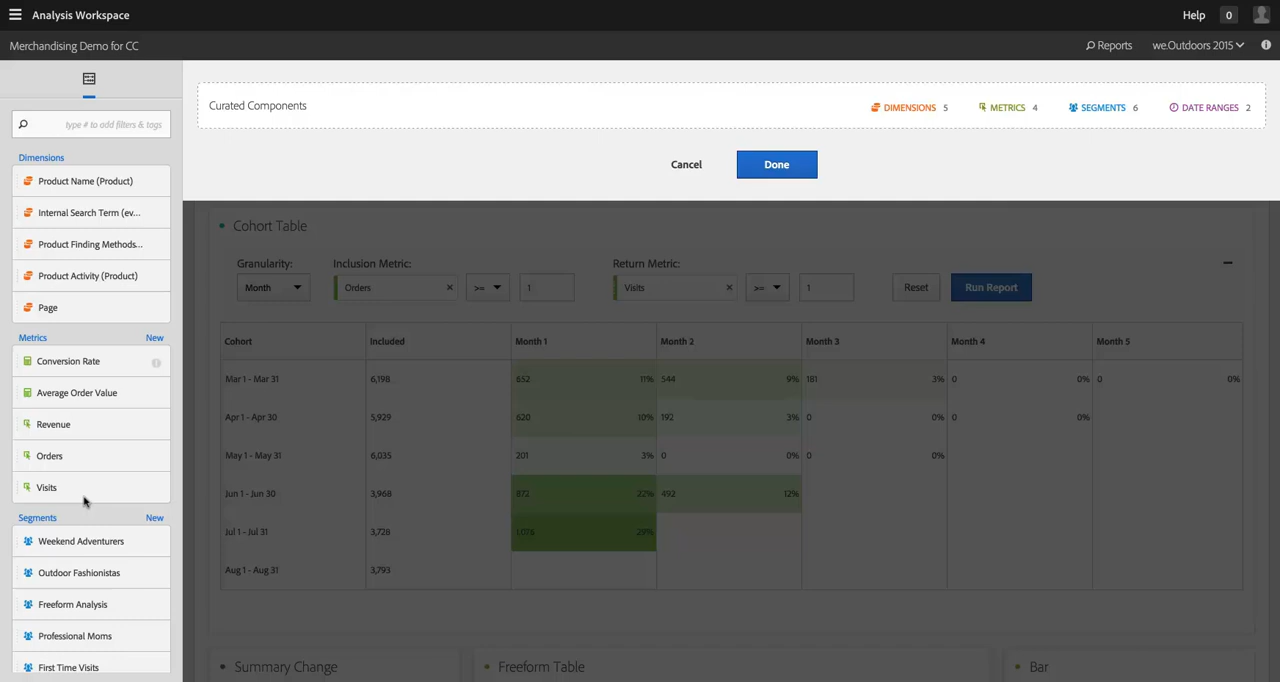 Analysis Workspace
Help 0
Merchandising Demo for CC
Reports we.Outdoors 2015
type # to add filters & tags
Curated Components
DIMENSIONS 5 METRICS 4 SEGMENTS 6 DATE RANGES 2
Cancel Done
Dimensions
Product Name (Product)
Internal Search Term (ev...
Product Finding Methods...
Product Activity (Product)
Page
Metrics New
Conversion Rate
Average Order Value
Revenue
Orders
Visits
Segments New
Weekend Adventurers
Outdoor Fashionistas
Freeform Analysis
Professional Moms
First Time Visits
Cohort Table
Granularity: Inclusion Metric: Return Metric:
Month Orders × >= 1 Visits × >= 1 Reset Run Report
Cohort Included Month 1 Month 2 Month 3 Month 4 Month 5
Mar 1 - Mar 31 6,198 652 11% 544 9% 181 3% 0 0% 0 0%
Apr 1 - Apr 30 5,929 620 10% 192 3% 0 0% 0 0%
May 1 - May 31 6,035 201 3% 0 0% 0 0%
Jun 1 - Jun 30 3,968 872 22% 492 12%
Jul 1 - Jul 31 3,728 1,076 29%
Aug 1 - Aug 31 3,793
Summary Change Freeform Table Bar